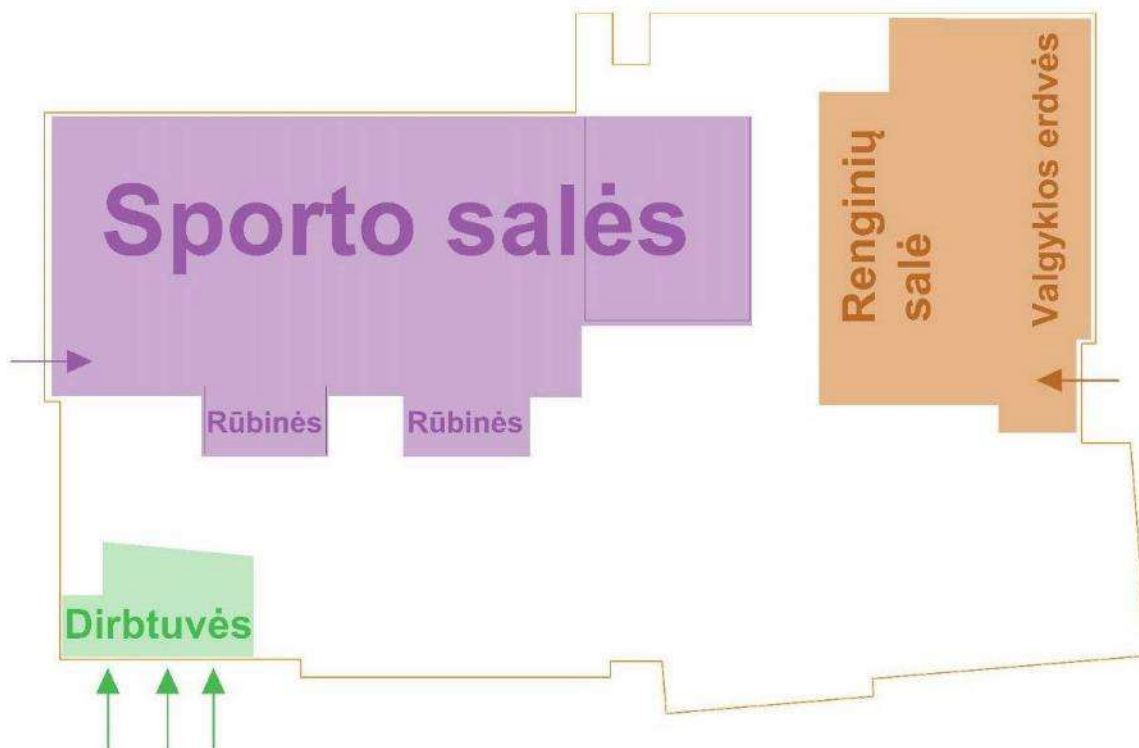 Sporto salės
Rūbinės
Rūbinės
Renginių
salė
Valgyklos erdvės
Dirbtuvės